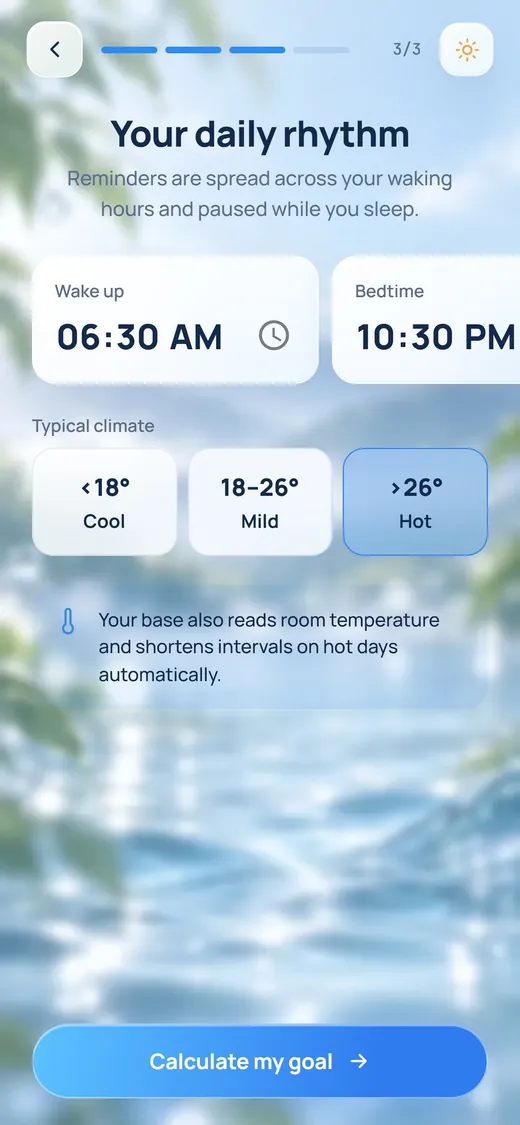 3/3
Your daily rhythm
Reminders are spread across your waking
hours and paused while you sleep.
Wake up
06:30 AM
Bedtime
10:30 PM
Typical climate
<18°
Cool
18–26°
Mild
>26°
Hot
Your base also reads room temperature
and shortens intervals on hot days
automatically.
Calculate my goal →